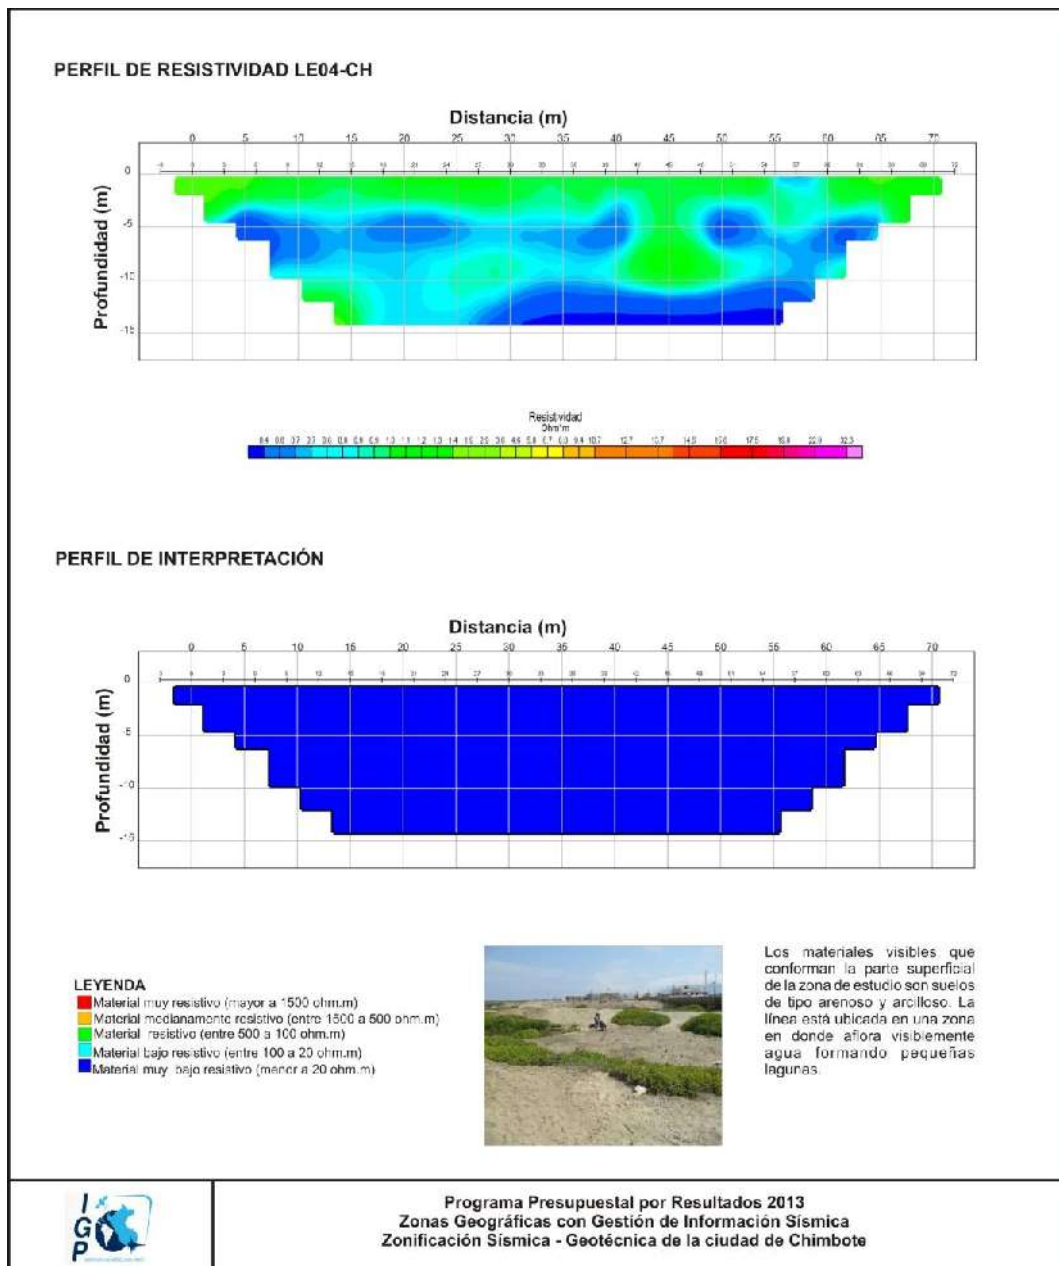 PERFIL DE RESISTIVIDAD LE04-CH
Distancia (m)
0 5 10 15 20 25 30 35 40 45 50 55 60 65 70
Profundidad (m)
0
-5
-10
-15
Resistividad
Ohm*m
PERFIL DE INTERPRETACIÓN
Distancia (m)
0 5 10 15 20 25 30 35 40 45 50 55 60 65 70
Profundidad (m)
0
-5
-10
-15
LEYENDA
Material muy resistivo (mayor a 1500 ohm.m)
Material medianamente resistivo (entre 1500 a 500 ohm.m)
Material resistivo (entre 500 a 100 ohm.m)
Material bajo resistivo (entre 100 a 20 ohm.m)
Material muy bajo resistivo (menor a 20 ohm.m)
Los materiales visibles que
conforman la parte superficial
de la zona de estudio son suelos
de tipo arenoso y arcilloso. La
línea está ubicada en una zona
en donde aflora visiblemente
agua formando pequeñas
lagunas.
IGP
Programa Presupuestal por Resultados 2013
Zonas Geográficas con Gestión de Información Sísmica
Zonificación Sísmica - Geotécnica de la ciudad de Chimbote